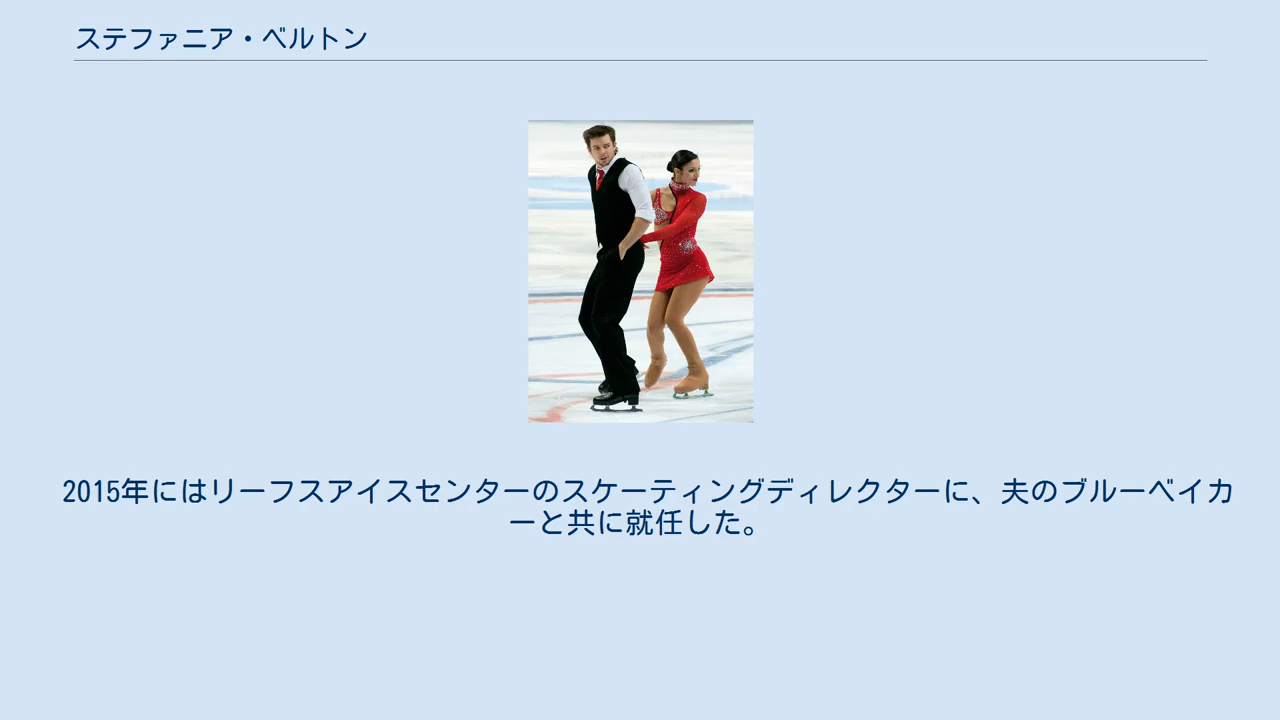 ステファニア・ベルトン
2015年にはリーフスアイスセンターのスケーティングディレクターに、夫のブルーベイカ
ーと共に就任した。